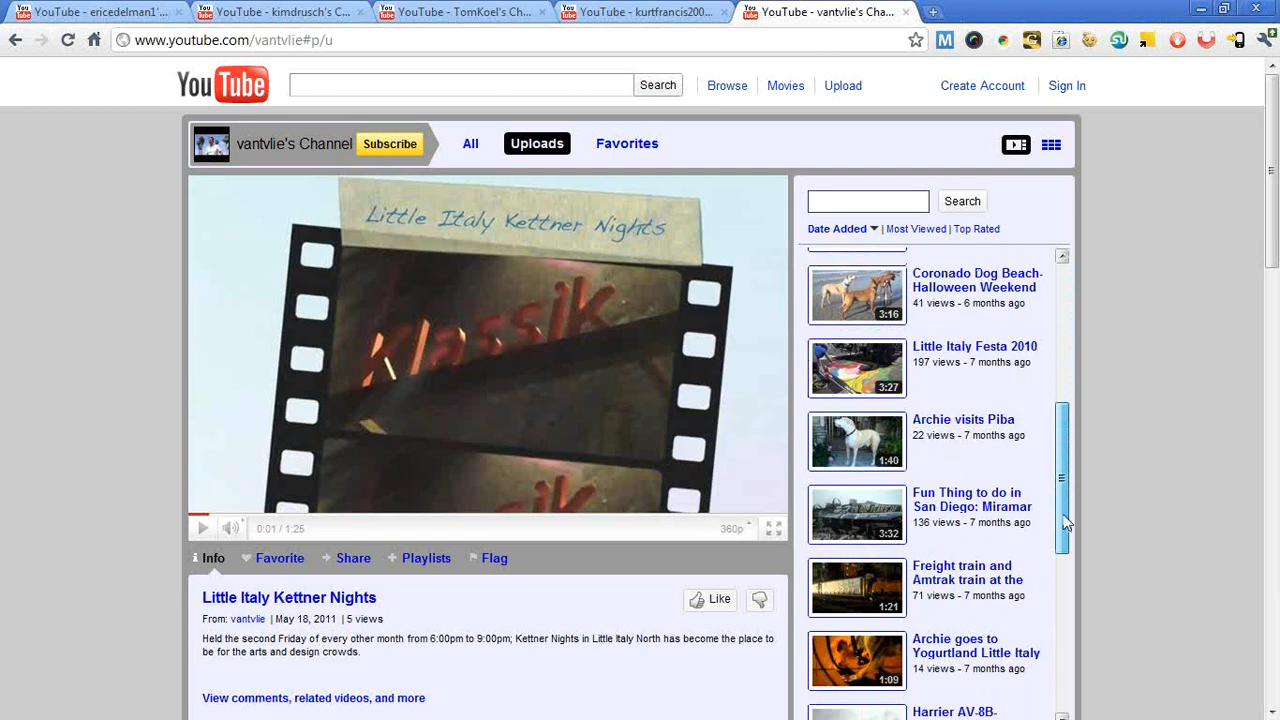 YouTube - ericedelman1'...
YouTube - kimdrusch's C...
YouTube - TomKoel's Ch...
YouTube - kurtfrancis200...
YouTube - vantvlie's Cha...
www.youtube.com/vantvlie#p/u
YouTube
Search
Browse
Movies
Upload
Create Account
Sign In
vantvlie's Channel
Subscribe
All
Uploads
Favorites
Little Italy Kettner Nights
klassik
Search
Date Added | Most Viewed | Top Rated
Coronado Dog Beach-
Halloween Weekend
41 views - 6 months ago
3:16
Little Italy Festa 2010
197 views - 7 months ago
3:27
Archie visits Piba
22 views - 7 months ago
1:40
Fun Thing to do in
San Diego: Miramar
136 views - 7 months ago
3:32
Freight train and
Amtrak train at the
71 views - 7 months ago
1:21
Archie goes to
Yogurtland Little Italy
14 views - 7 months ago
1:09
Harrier AV-8B-
0:01 / 1:25
360p
Info
Favorite
Share
Playlists
Flag
Little Italy Kettner Nights
Like
From: vantvlie | May 18, 2011 | 5 views
Held the second Friday of every other month from 6:00pm to 9:00pm; Kettner Nights in Little Italy North has become the place to
be for the arts and design crowds.
View comments, related videos, and more